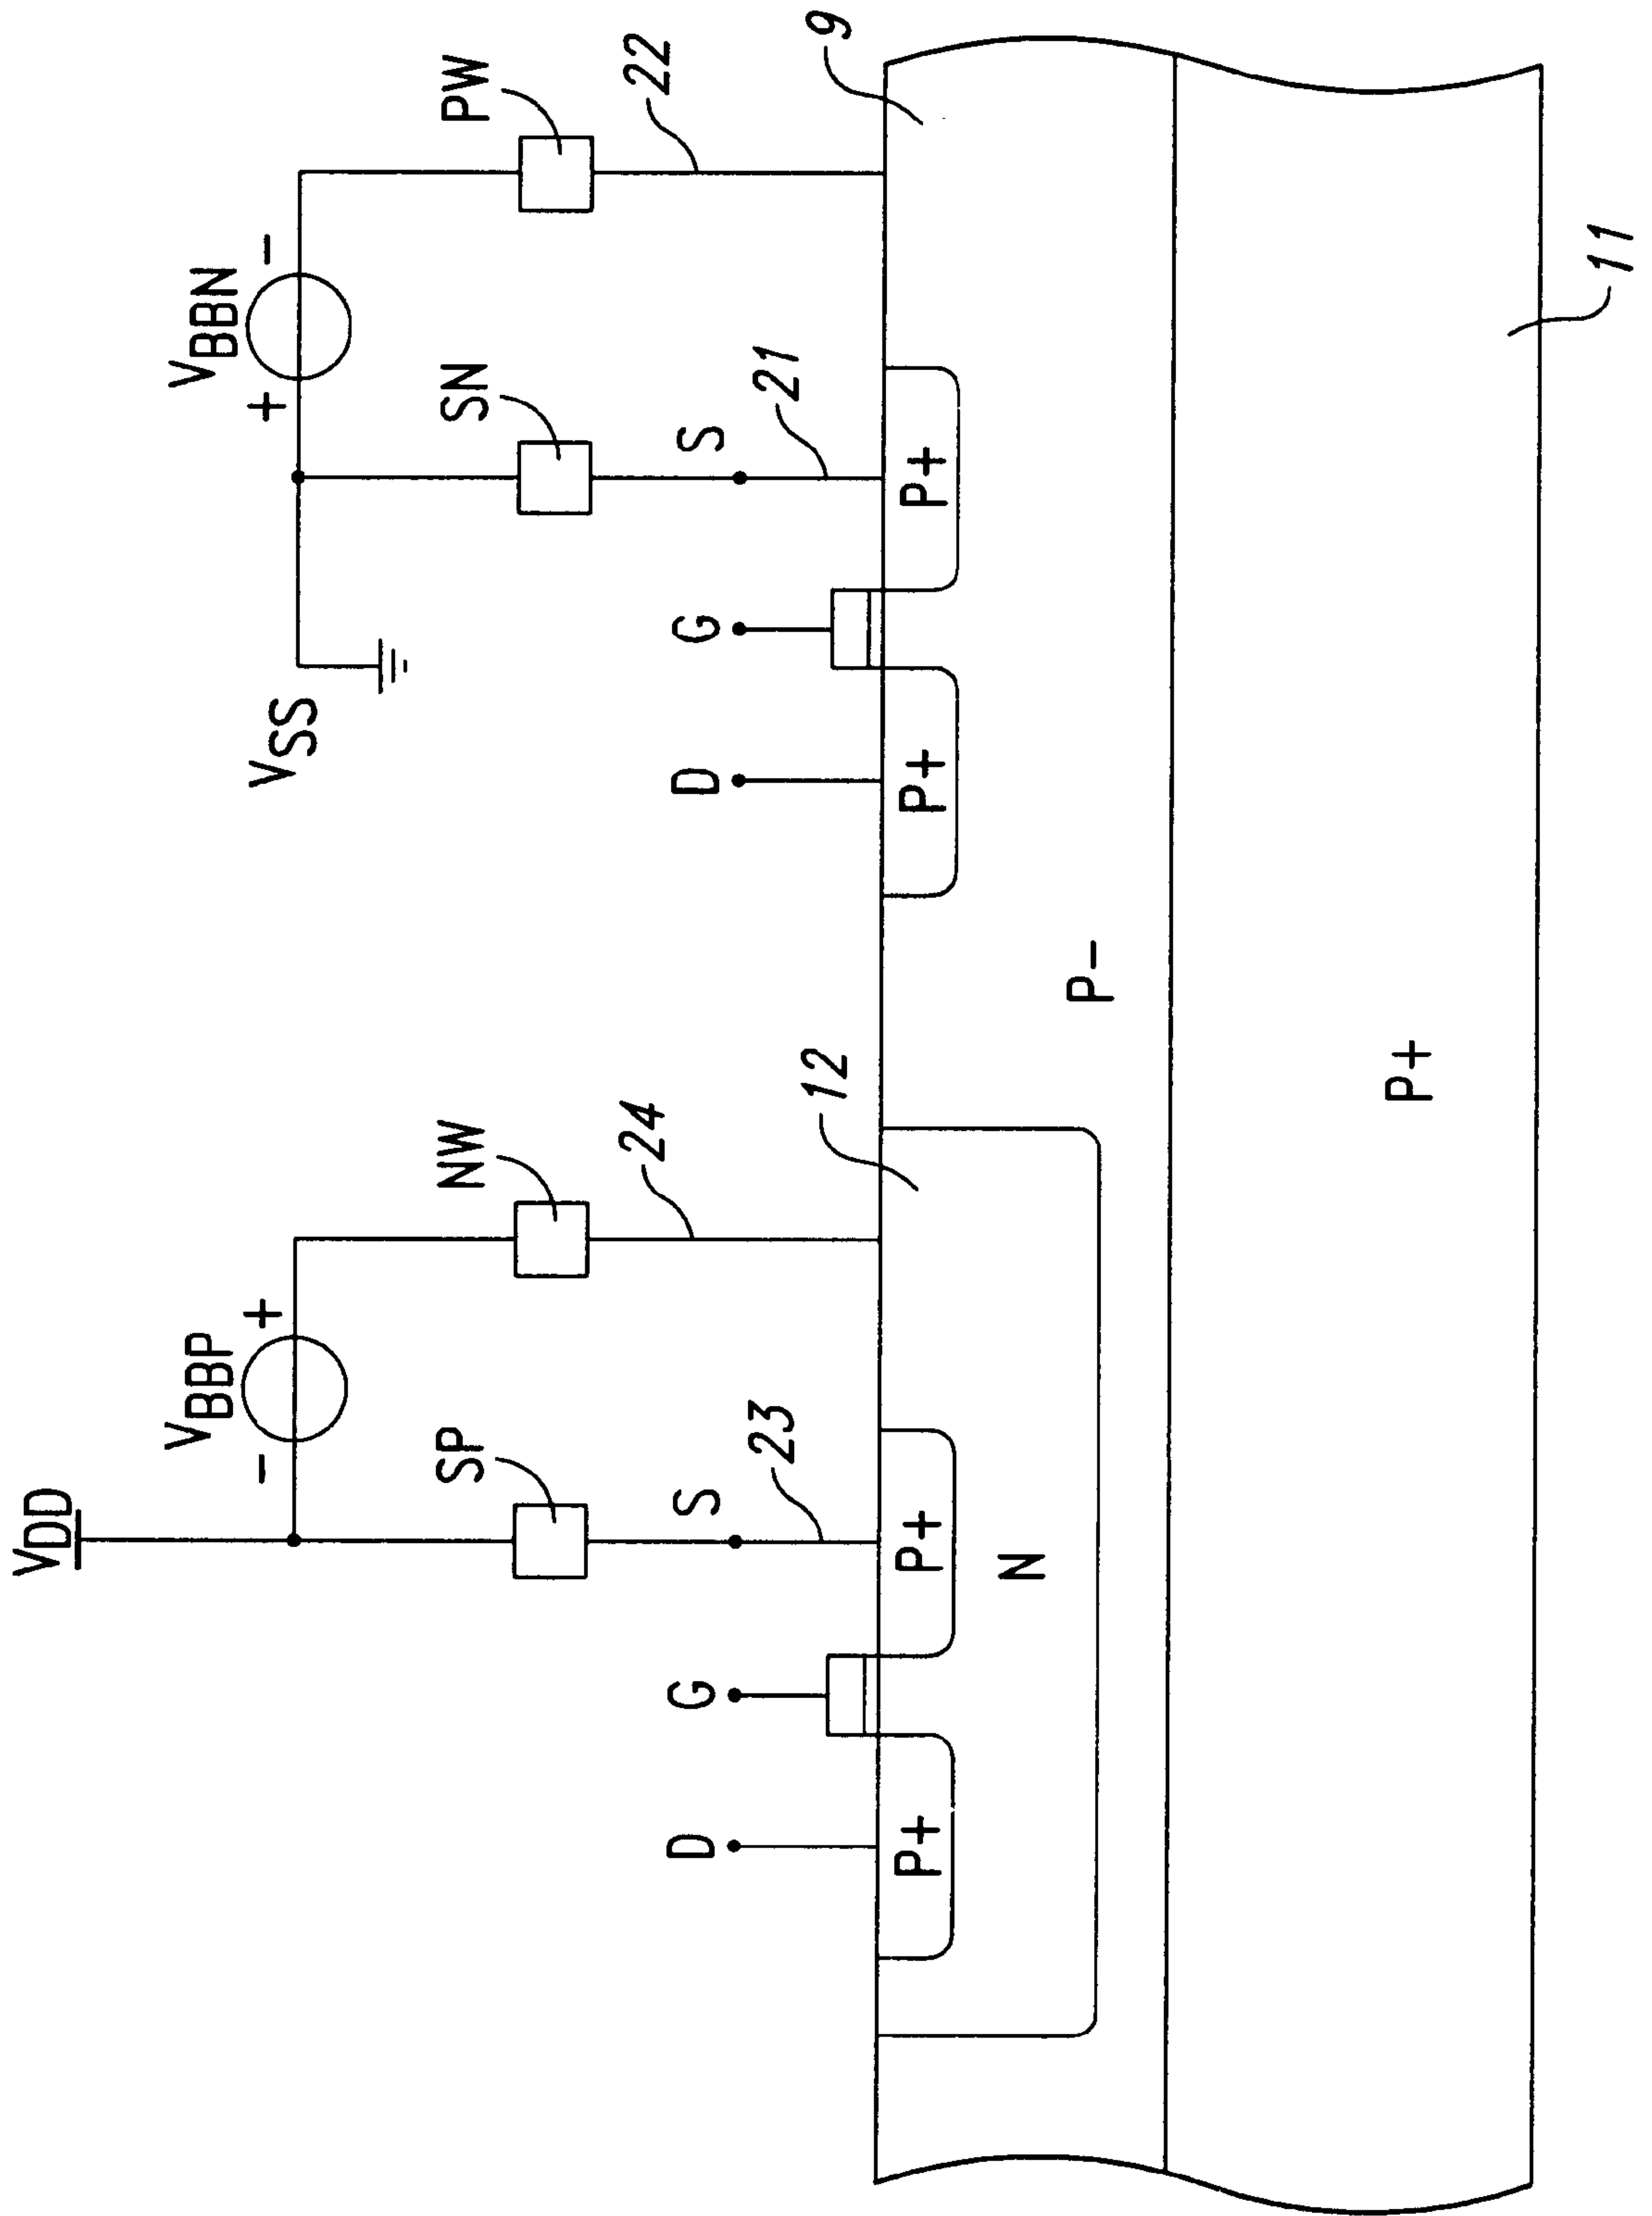 VDD
VBBP
-
+
SP
NW
D
G
S
23
24
12
P+
P+
N
VSS
VBBN
+
-
SN
PW
D
G
S
21
22
9
P+
P+
P-
P+
11